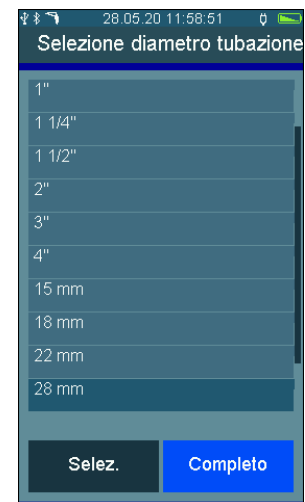 28.05.20 11:58:51
Selezione diametro tubazione
1"
1 1/4"
1 1/2"
2"
3"
4"
15 mm
18 mm
22 mm
28 mm
Selez. Completo